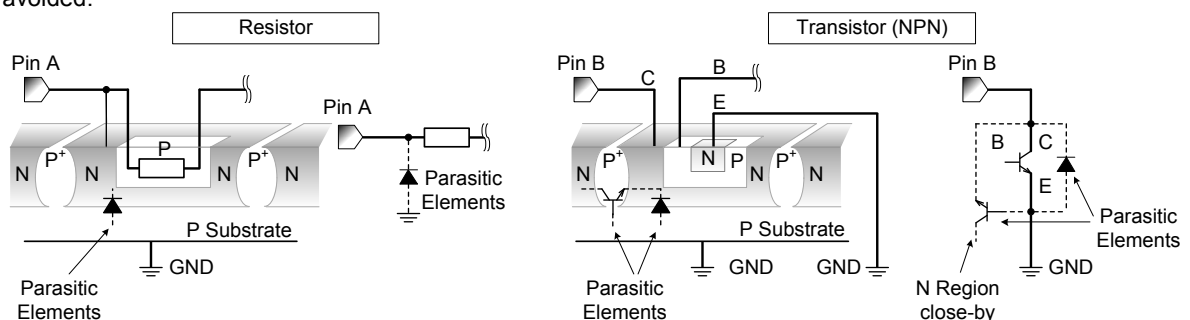 avoided.
Resistor
Transistor (NPN)
Pin A
Pin A
Pin B
C
B
E
Pin B
N
P+
N
P
N
P+
N
Parasitic
Elements
P Substrate
GND
Parasitic
Elements
N
P+
N
N
P
N
P+
N
P Substrate
GND
GND
Parasitic
Elements
B
C
E
Parasitic
Elements
GND
N Region
close-by